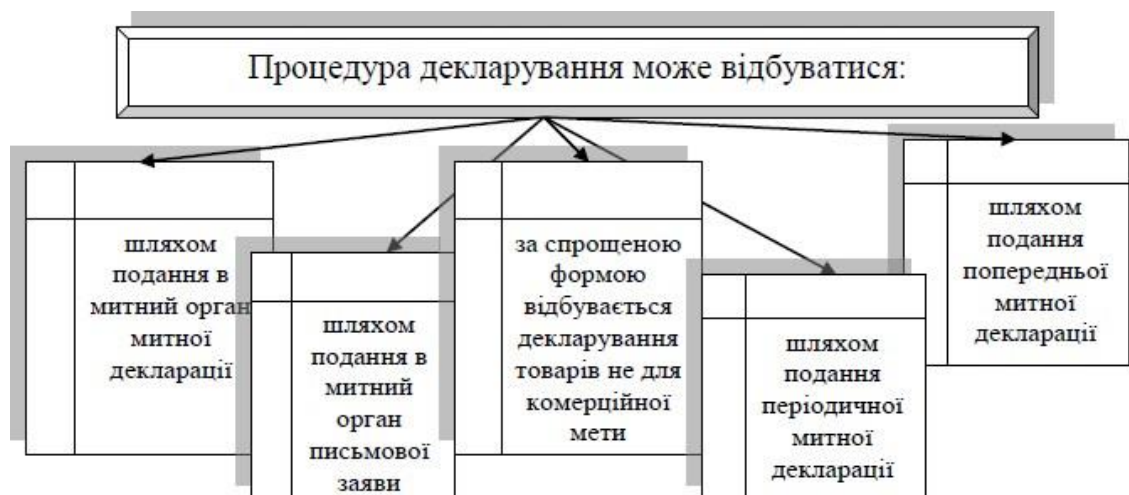 Процедура декларування може відбуватися:
шляхом
подання в
митний орган
митної
декларації
шляхом
подання в
митний
орган
письмової
заяви
за спрощеною
формою
відбувається
декларування
товарів не для
комерційної
мети
шляхом
подання
періодичної
митної
декларації
шляхом
подання
попередньої
митної
декларації